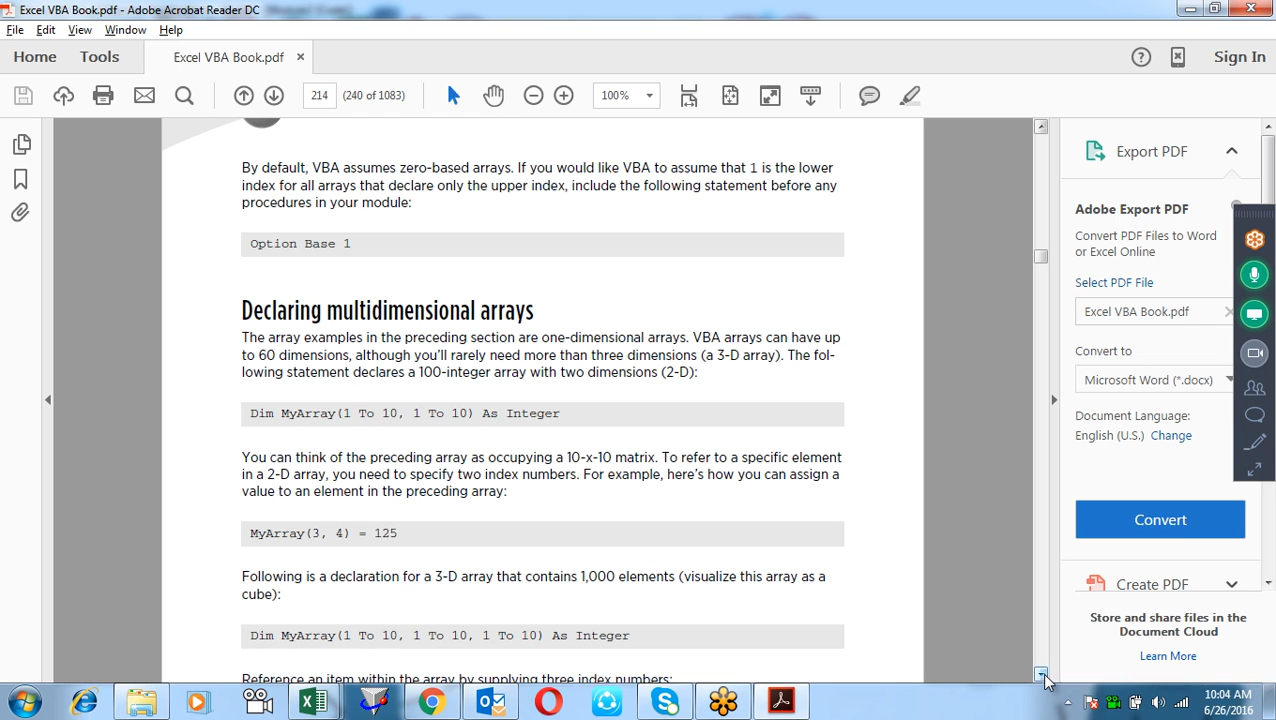 Excel VBA Book.pdf - Adobe Acrobat Reader DC
File Edit View Window Help
Home Tools Excel VBA Book.pdf × Sign In
214 (240 of 1083) 100%
By default, VBA assumes zero-based arrays. If you would like VBA to assume that 1 is the lower
index for all arrays that declare only the upper index, include the following statement before any
procedures in your module:
Option Base 1
Declaring multidimensional arrays
The array examples in the preceding section are one-dimensional arrays. VBA arrays can have up
to 60 dimensions, although you'll rarely need more than three dimensions (a 3-D array). The fol-
lowing statement declares a 100-integer array with two dimensions (2-D):
Dim MyArray(1 To 10, 1 To 10) As Integer
You can think of the preceding array as occupying a 10-x-10 matrix. To refer to a specific element
in a 2-D array, you need to specify two index numbers. For example, here's how you can assign a
value to an element in the preceding array:
MyArray(3, 4) = 125
Following is a declaration for a 3-D array that contains 1,000 elements (visualize this array as a
cube):
Dim MyArray(1 To 10, 1 To 10, 1 To 10) As Integer
Reference an item within the array by supplying three index numbers:
Export PDF
Adobe Export PDF
Convert PDF Files to Word
or Excel Online
Select PDF File
Excel VBA Book.pdf
Convert to
Microsoft Word (*.docx)
Document Language:
English (U.S.) Change
Convert
Create PDF
Store and share files in the
Document Cloud
Learn More
10:04 AM
6/26/2016